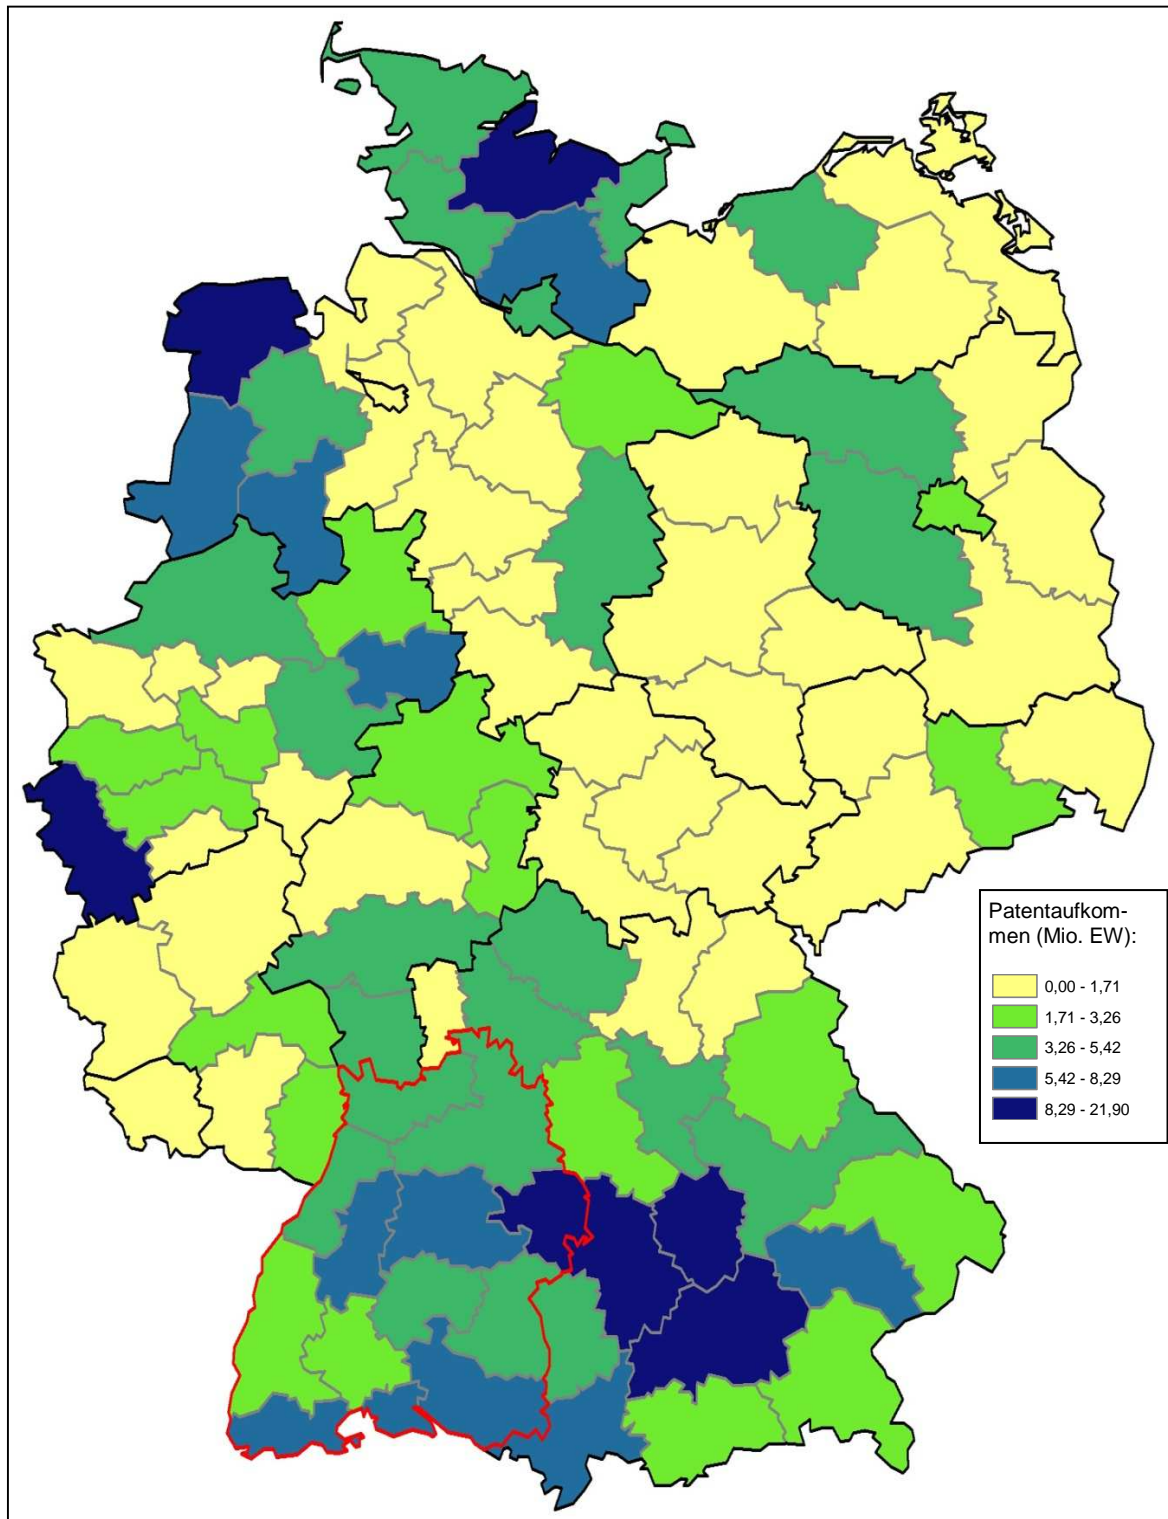 Patentaufkom-
men (Mio. EW):
0,00 - 1,71
1,71 - 3,26
3,26 - 5,42
5,42 - 8,29
8,29 - 21,90